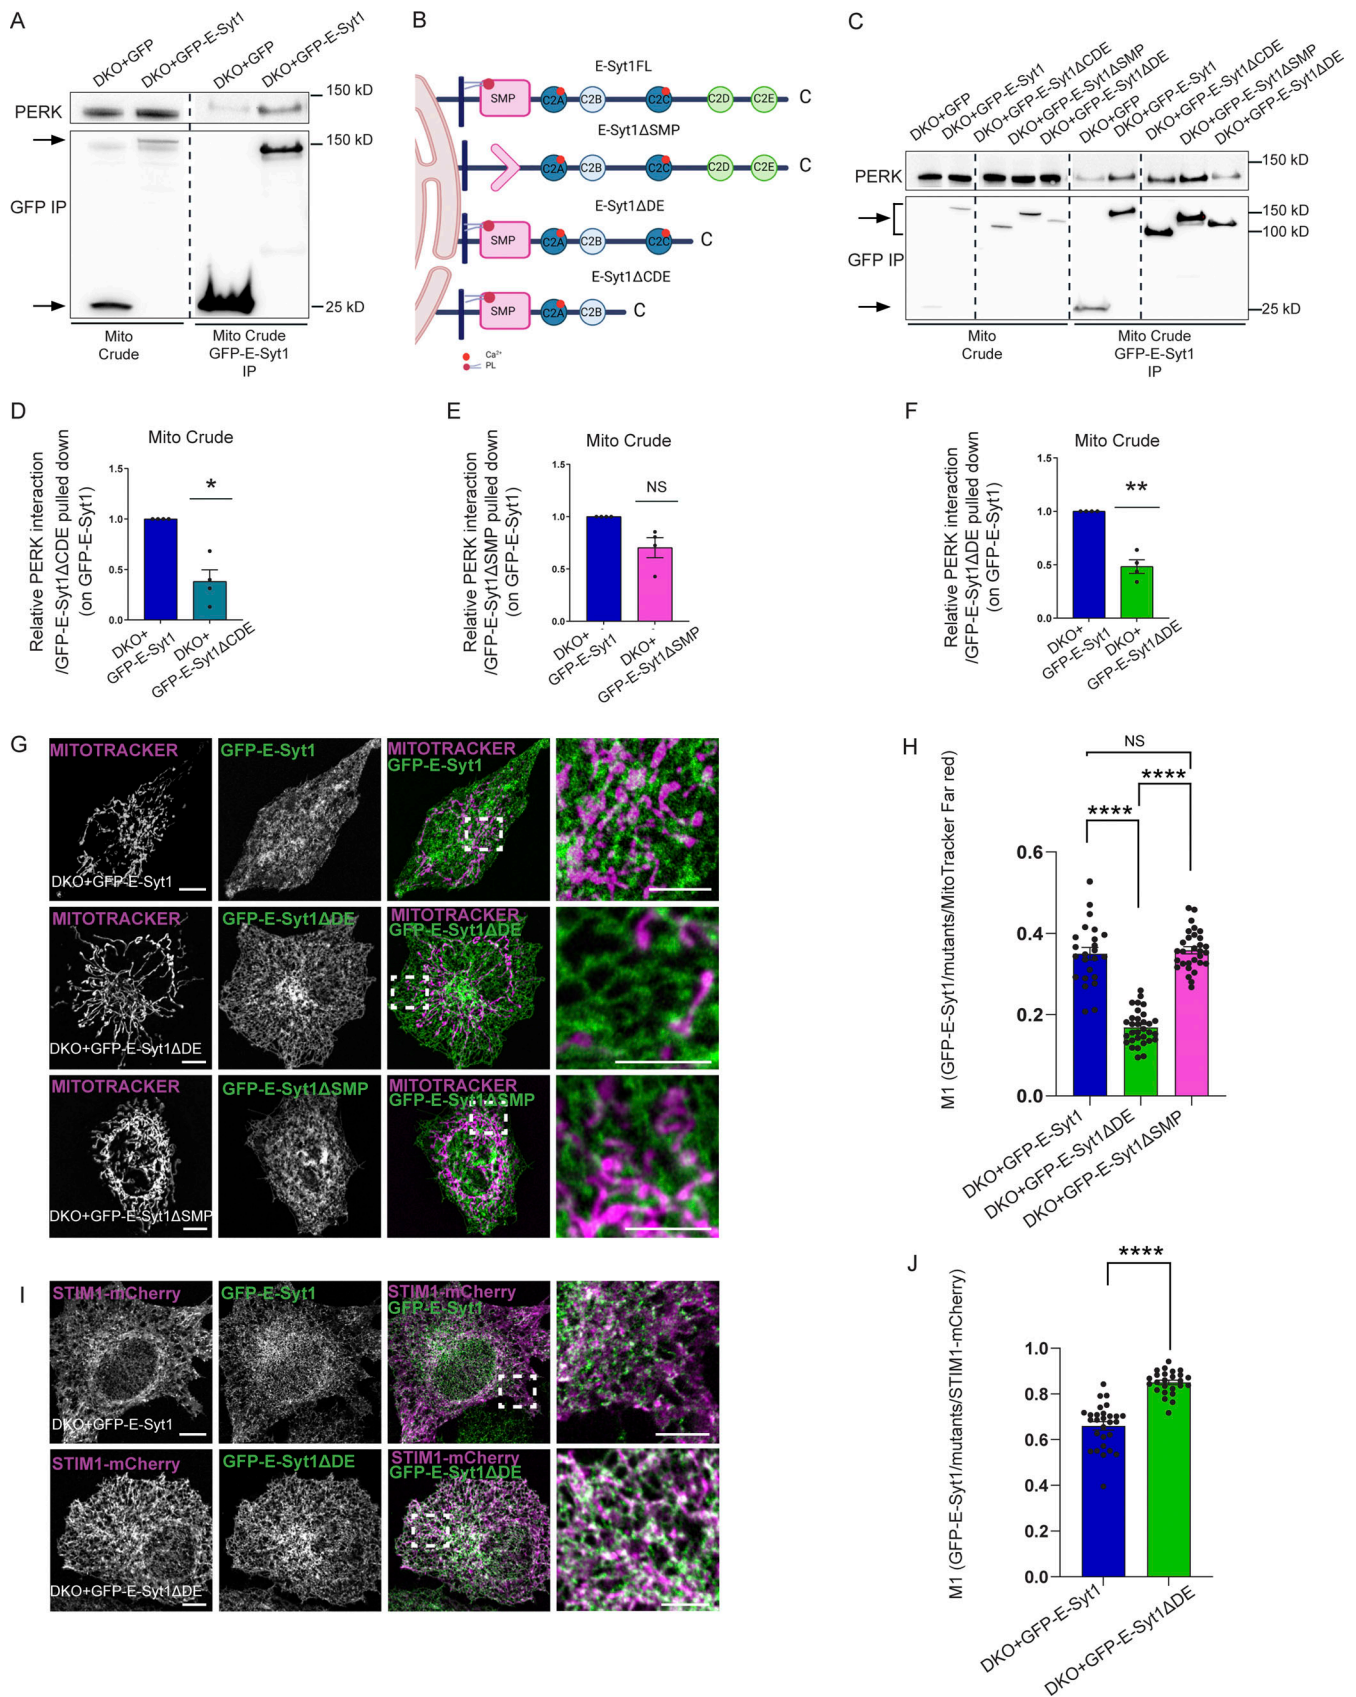 A
DKO+GFP
DKO+GFP-E-Syt1
DKO+GFP
DKO+GFP-E-Syt1
PERK
150 kD
150 kD
GFP IP
25 kD
Mito
Crude
Mito Crude
GFP-E-Syt1
IP
B
E-Syt1FL
SMP
C2A
C2B
C2C
C2D
C2E
C
E-Syt1ΔSMP
C2A
C2B
C2C
C2D
C2E
C
E-Syt1ΔDE
SMP
C2A
C2B
C2C
C
E-Syt1ΔCDE
SMP
C2A
C2B
C
Ca²⁺
PL
C
DKO+GFP
DKO+GFP-E-Syt1
DKO+GFP-E-Syt1ΔCDE
DKO+GFP-E-Syt1ΔSMP
DKO+GFP-E-Syt1ΔDE
DKO+GFP
DKO+GFP-E-Syt1
DKO+GFP-E-Syt1ΔCDE
DKO+GFP-E-Syt1ΔSMP
DKO+GFP-E-Syt1ΔDE
PERK
150 kD
150 kD
100 kD
GFP IP
25 kD
Mito
Crude
Mito Crude
GFP-E-Syt1
IP
D
Mito Crude
Relative PERK interaction
/GFP-E-Syt1ΔCDE pulled down
(on GFP-E-Syt1)
1.5
1.0
0.5
0.0
*
DKO+
GFP-E-Syt1
DKO+
GFP-E-Syt1ΔCDE
E
Mito Crude
Relative PERK interaction
/GFP-E-Syt1ΔSMP pulled down
(on GFP-E-Syt1)
1.5
1.0
0.5
0.0
NS
DKO+
GFP-E-Syt1
DKO+
GFP-E-Syt1ΔSMP
F
Mito Crude
Relative PERK interaction
/GFP-E-Syt1ΔDE pulled down
(on GFP-E-Syt1)
1.5
1.0
0.5
0.0
**
DKO+
GFP-E-Syt1
DKO+
GFP-E-Syt1ΔDE
G
MITOTRACKER
DKO+GFP-E-Syt1
GFP-E-Syt1
MITOTRACKER
GFP-E-Syt1
MITOTRACKER
DKO+GFP-E-Syt1ΔDE
GFP-E-Syt1ΔDE
MITOTRACKER
GFP-E-Syt1ΔDE
MITOTRACKER
DKO+GFP-E-Syt1ΔSMP
GFP-E-Syt1ΔSMP
MITOTRACKER
GFP-E-Syt1ΔSMP
H
M1 (GFP-E-Syt1/mutants/MitoTracker Far red)
NS
****
****
0.6
0.4
0.2
0.0
DKO+GFP-E-Syt1
DKO+GFP-E-Syt1ΔDE
DKO+GFP-E-Syt1ΔSMP
I
STIM1-mCherry
DKO+GFP-E-Syt1
GFP-E-Syt1
STIM1-mCherry
GFP-E-Syt1
STIM1-mCherry
DKO+GFP-E-Syt1ΔDE
GFP-E-Syt1ΔDE
STIM1-mCherry
GFP-E-Syt1ΔDE
J
M1 (GFP-E-Syt1/mutants/STIM1-mCherry)
****
1.0
0.8
0.6
0.4
0.2
0.0
DKO+GFP-E-Syt1
DKO+GFP-E-Syt1ΔDE